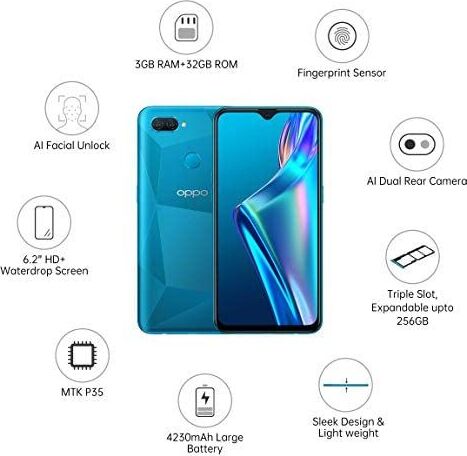 3GB RAM+32GB ROM
Fingerprint Sensor
AI Facial Unlock
AI Dual Rear Camera
oppo
6.2" HD+
Waterdrop Screen
Triple Slot,
Expandable upto
256GB
MTK P35
4230mAh Large
Battery
Sleek Design &
Light weight